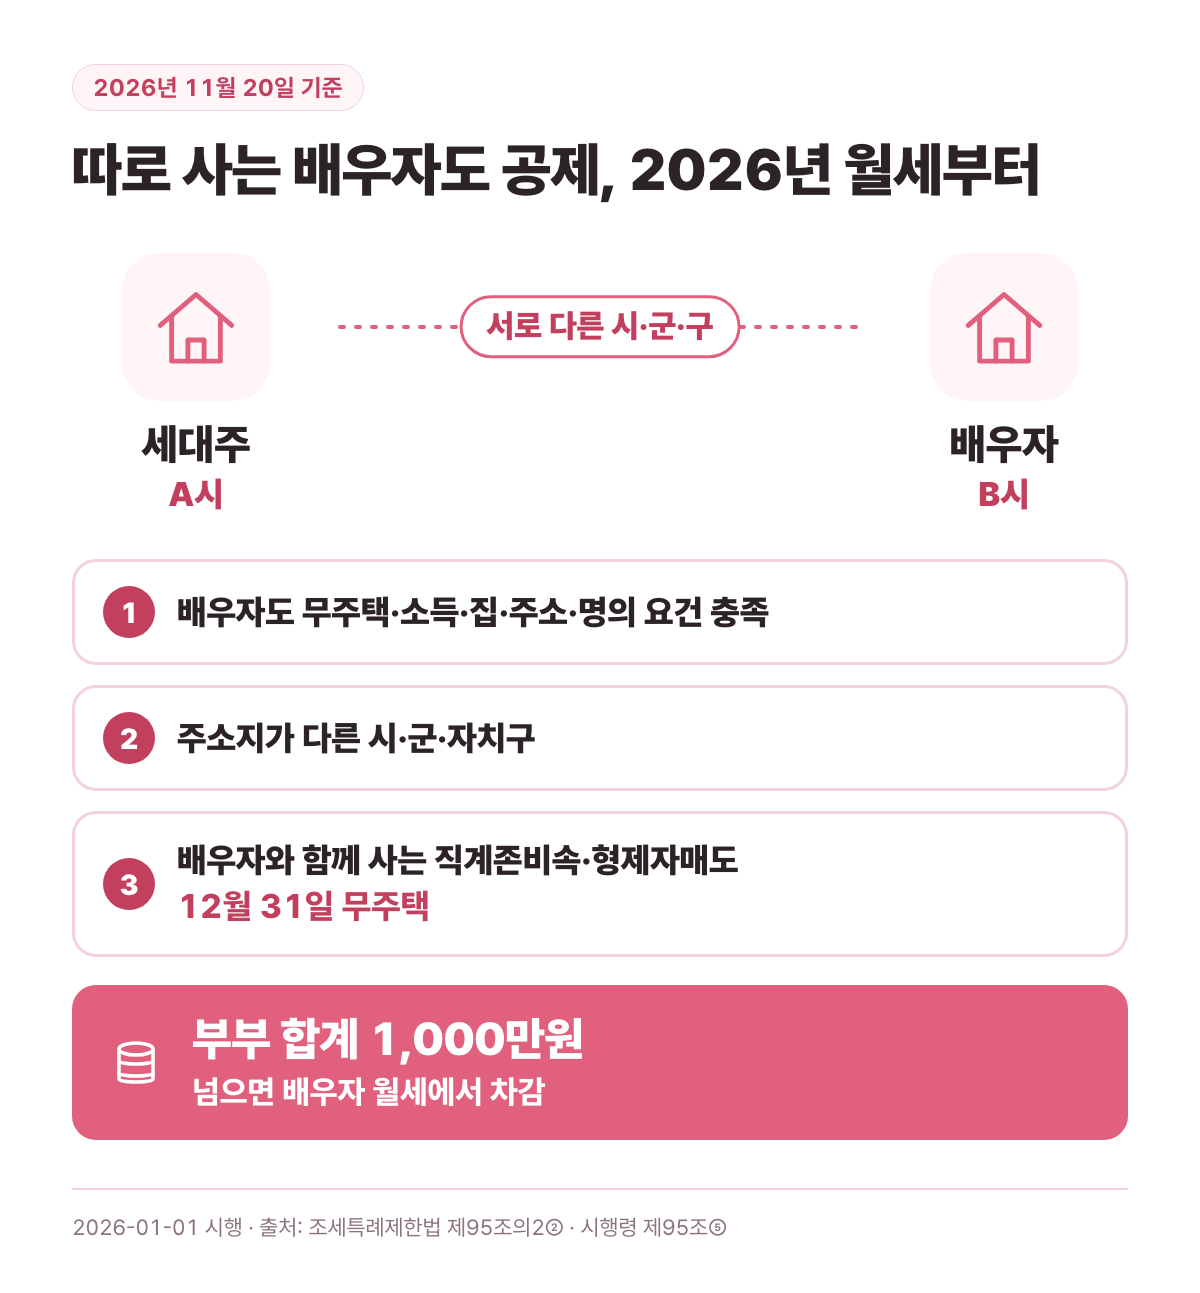 2026년 11월 20일 기준
따로 사는 배우자도 공제, 2026년 월세부터
서로 다른 시·군·구
세대주
A시
배우자
B시
1 배우자도 무주택·소득·집·주소·명의 요건 충족
2 주소지가 다른 시·군·자치구
3 배우자와 함께 사는 직계존비속·형제자매도
12월 31일 무주택
부부 합계 1,000만원
넘으면 배우자 월세에서 차감
2026-01-01 시행 · 출처: 조세특례제한법 제95조의2② · 시행령 제95조⑤